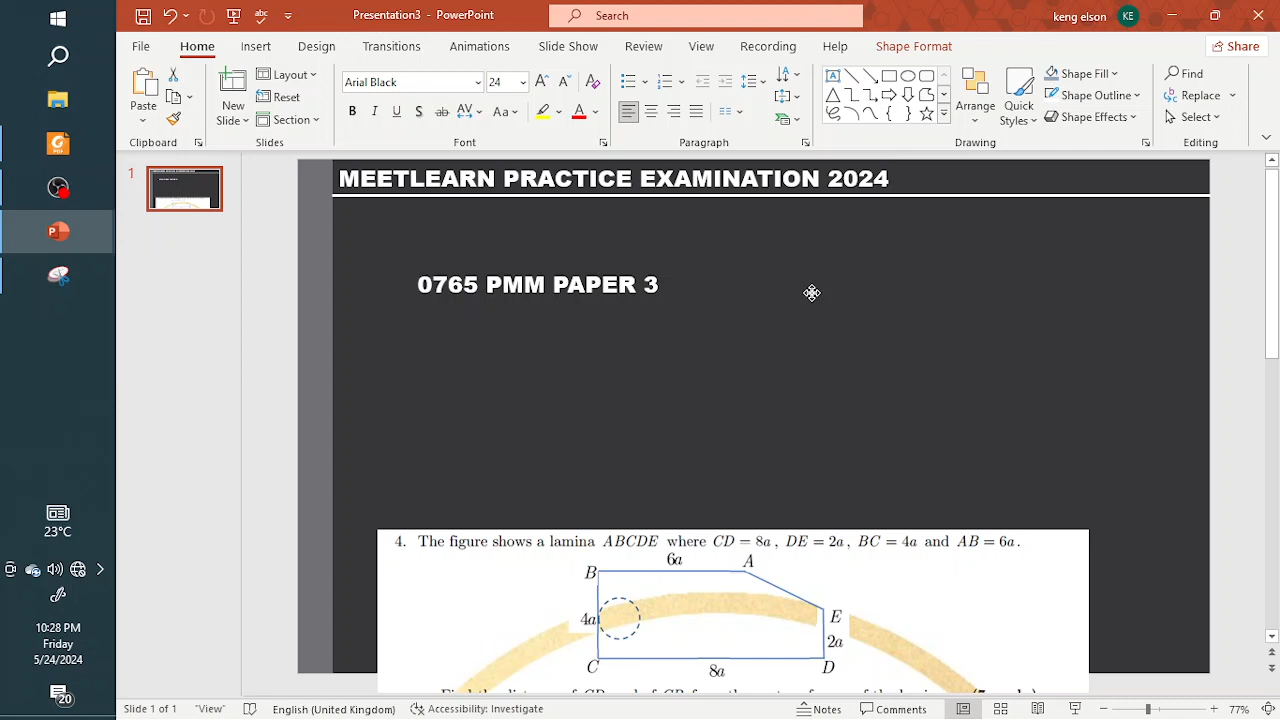 Presentation3 - PowerPoint
Search
keng elson
KE
File
Home
Insert
Design
Transitions
Animations
Slide Show
Review
View
Recording
Help
Shape Format
Share
Paste
New
Slide
Layout
Reset
Section
Arial Black
24
Shape Fill
Shape Outline
Shape Effects
Arrange
Quick
Styles
Find
Replace
Select
Clipboard
Slides
Font
Paragraph
Drawing
Editing
1
MEETLEARN PRACTICE EXAMINATION 2024
0765 PMM PAPER 3
4. The figure shows a lamina ABCDE where CD = 8a, DE = 2a, BC = 4a and AB = 6a.
6a
A
B
4a
E
2a
C
8a
D
23°C
10:28 PM
Friday
5/24/2024
20
Slide 1 of 1
"View"
English (United Kingdom)
Accessibility: Investigate
Notes
Comments
77%